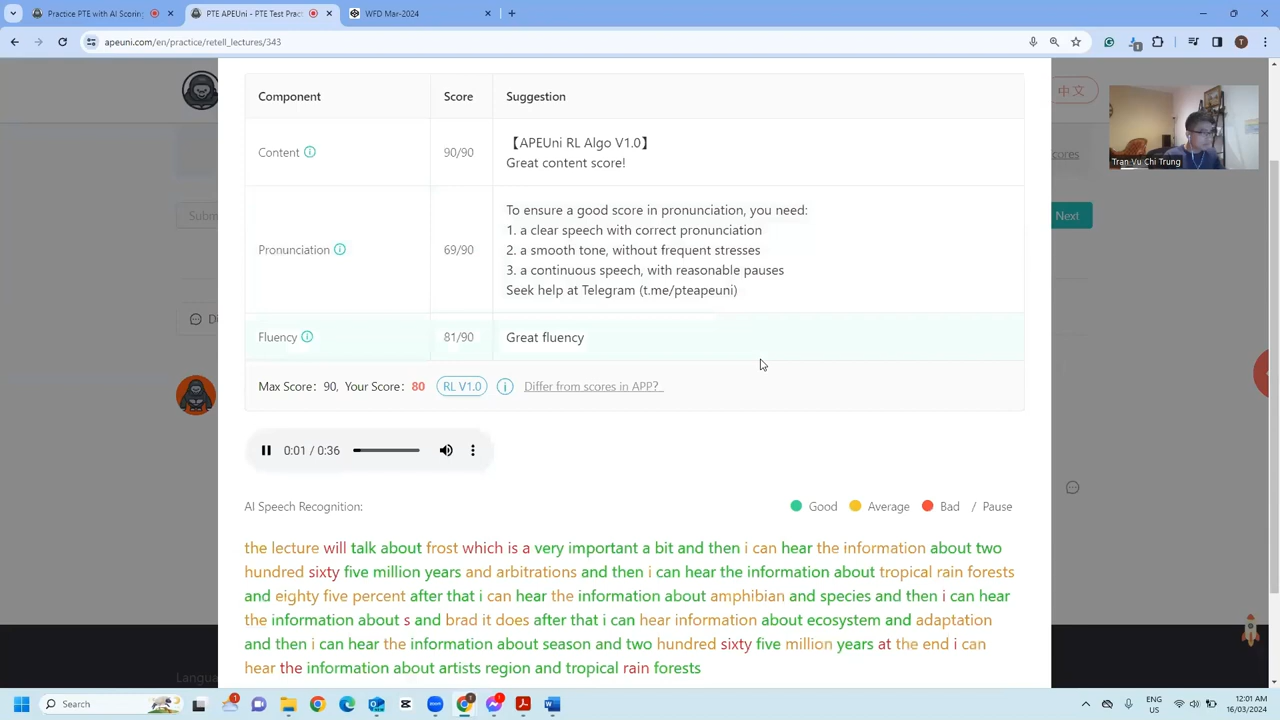 Practice PTE with AI Scoring
PTE APEUni - Test Practice
WFD Mar-2024
apeuni.com/en/practice/retell_lectures/343
T
中文
Component
Score
Suggestion
Content
90/90
【APEUni RL Algo V1.0】
Great content score!
Tran Vu Chi Trung
Subm
ores
Next
Pronunciation
69/90
To ensure a good score in pronunciation, you need:
1. a clear speech with correct pronunciation
2. a smooth tone, without frequent stresses
3. a continuous speech, with reasonable pauses
Seek help at Telegram (t.me/pteapeuni)
Di
Fluency
81/90
Great fluency
Max Score: 90, Your Score: 80
RL V1.0
Differ from scores in APP?
0:01 / 0:36
AI Speech Recognition:
Good
Average
Bad
/ Pause
the lecture will talk about frost which is a very important a bit and then i can hear the information about two
hundred sixty five million years and arbitrations and then i can hear the information about tropical rain forests
and eighty five percent after that i can hear the information about amphibian and species and then i can hear
the information about s and brad it does after that i can hear information about ecosystem and adaptation
and then i can hear the information about season and two hundred sixty five million years at the end i can
hear the information about artists region and tropical rain forests
Langua
Search
1
1
ENG
US
12:01 AM
16/03/2024